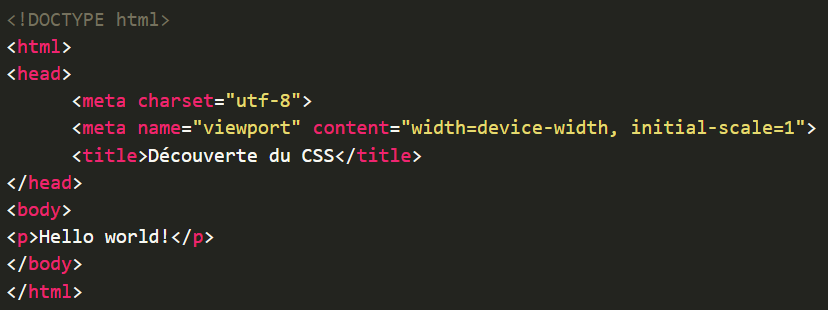 <!DOCTYPE html>
<html>
<head>
<meta charset="utf-8">
<meta name="viewport" content="width=device-width, initial-scale=1">
<title>Découverte du CSS</title>
</head>
<body>
<p>Hello world!</p>
</body>
</html>